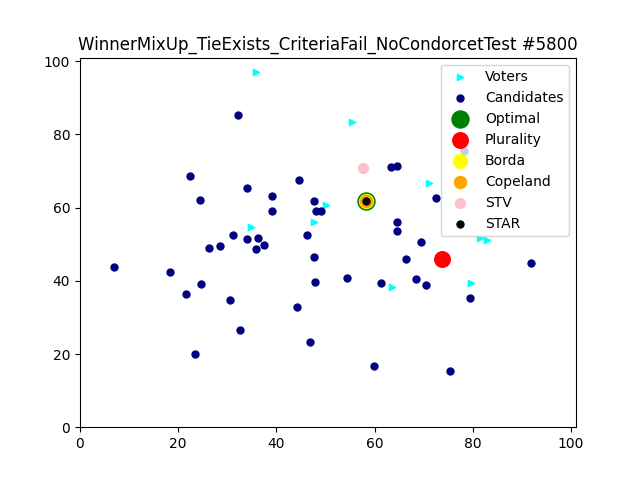 WinnerMixUp_TieExists_CriteriaFail_NoCondorcetTest #5800
100
80
60
40
20
0
0 20 40 60 80 100
Voters
Candidates
Optimal
Plurality
Borda
Copeland
STV
STAR